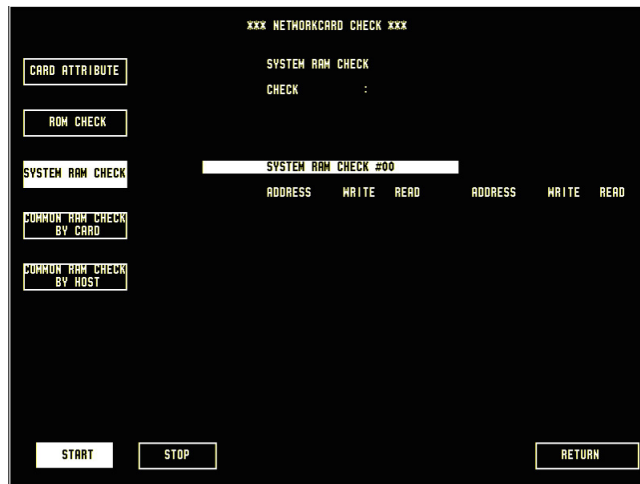 *** NETWORKCARD CHECK ***
CARD ATTRIBUTE
ROM CHECK
SYSTEM RAM CHECK
COMMON RAM CHECK
BY CARD
COMMON RAM CHECK
BY HOST
SYSTEM RAM CHECK
CHECK :
SYSTEM RAM CHECK #00
ADDRESS WRITE READ ADDRESS WRITE READ
START STOP RETURN